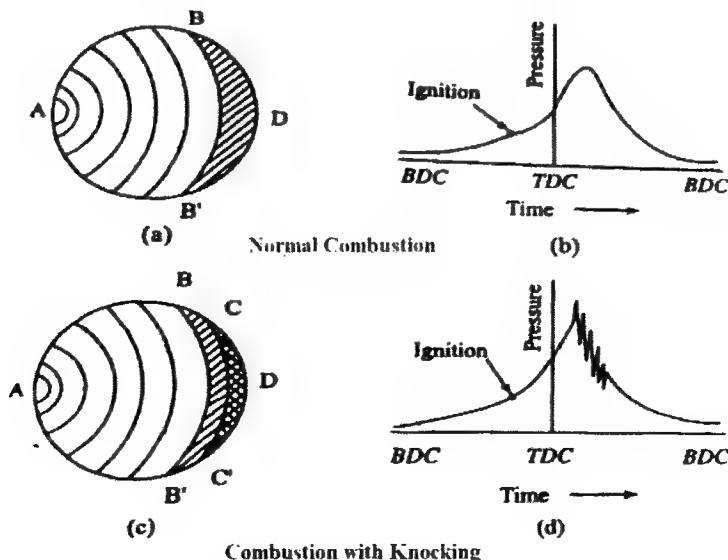 B
A
D
B'
(a)
Pressure
Ignition
BDC
TDC
BDC
Time
(b)
Normal Combustion
B
C
A
D
B'
C'
(c)
Pressure
Ignition
BDC
TDC
BDC
Time
(d)
Combustion with Knocking